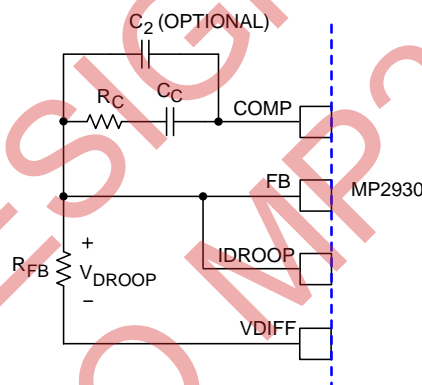 C2 (OPTIONAL)
RC
CC
COMP
FB
MP2930
IDROOP
+
RFB
VDROOP
−
VDIFF